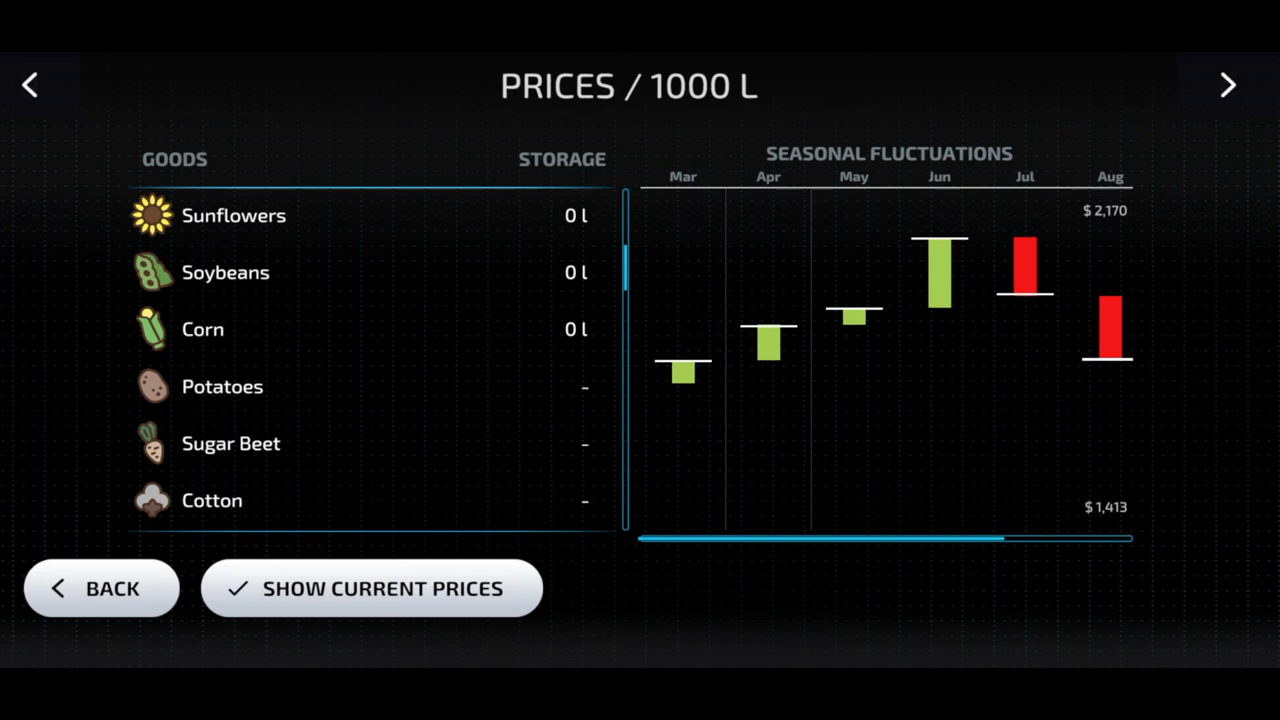 PRICES / 1000 L
GOODS STORAGE
Sunflowers 0 l
Soybeans 0 l
Corn 0 l
Potatoes -
Sugar Beet -
Cotton -
SEASONAL FLUCTUATIONS
Mar Apr May Jun Jul Aug
$ 2,170
$ 1,413
BACK
SHOW CURRENT PRICES